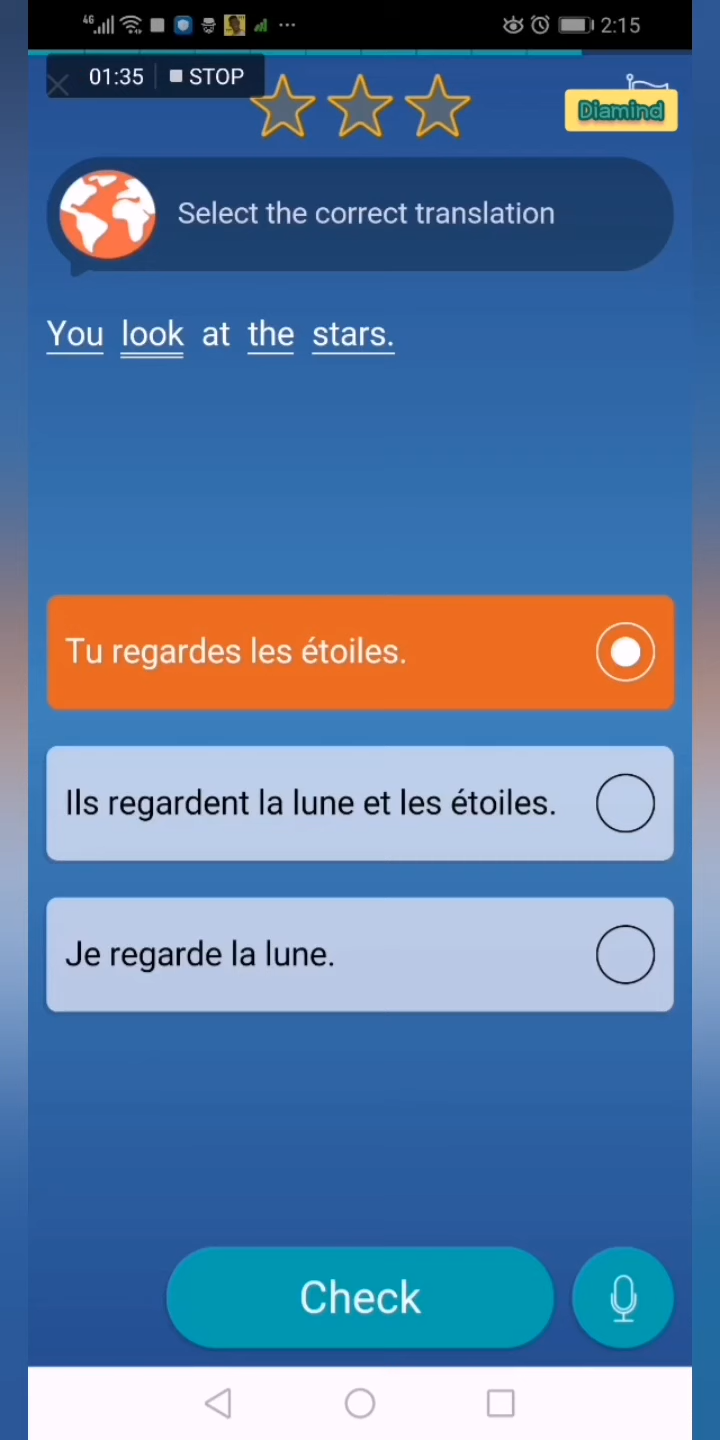 4G 2:15
01:35 STOP
Diamind
Select the correct translation
You look at the stars.
Tu regardes les étoiles.
Ils regardent la lune et les étoiles.
Je regarde la lune.
Check